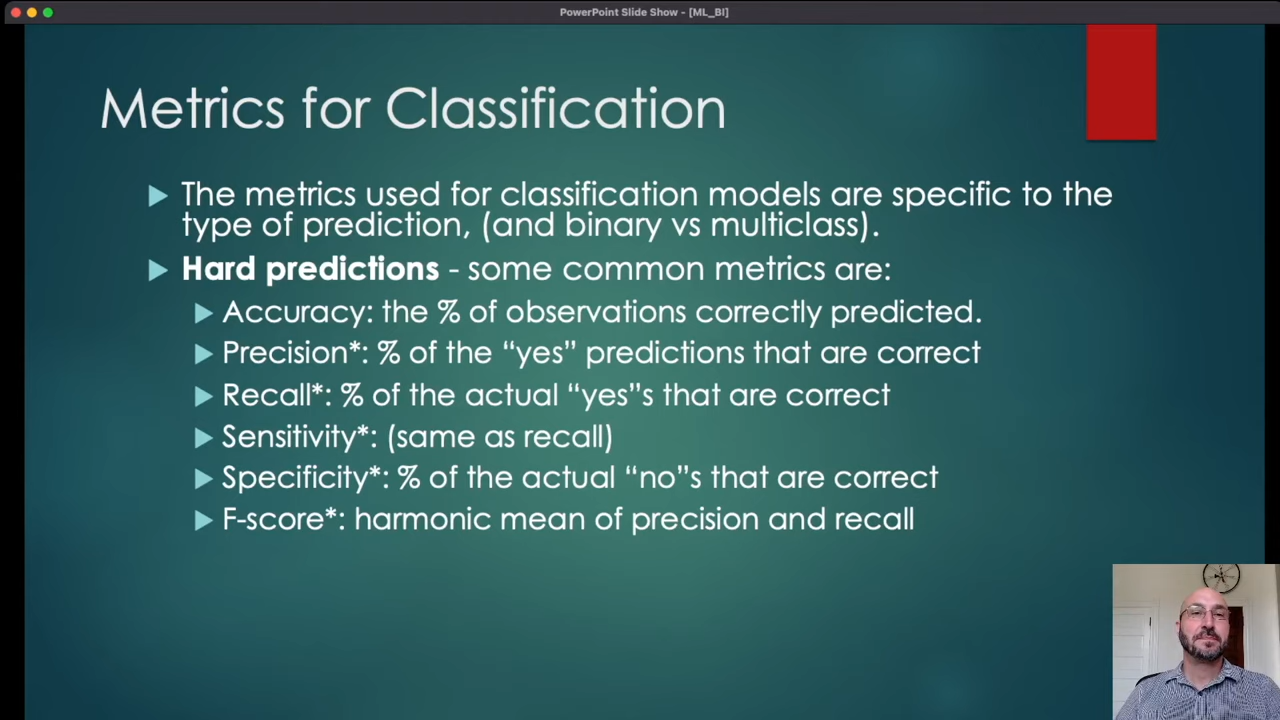 PowerPoint Slide Show - [ML_BI]
Metrics for Classification
The metrics used for classification models are specific to the
type of prediction, (and binary vs multiclass).
Hard predictions - some common metrics are:
Accuracy: the % of observations correctly predicted.
Precision*: % of the “yes” predictions that are correct
Recall*: % of the actual “yes”s that are correct
Sensitivity*: (same as recall)
Specificity*: % of the actual “no”s that are correct
F-score*: harmonic mean of precision and recall